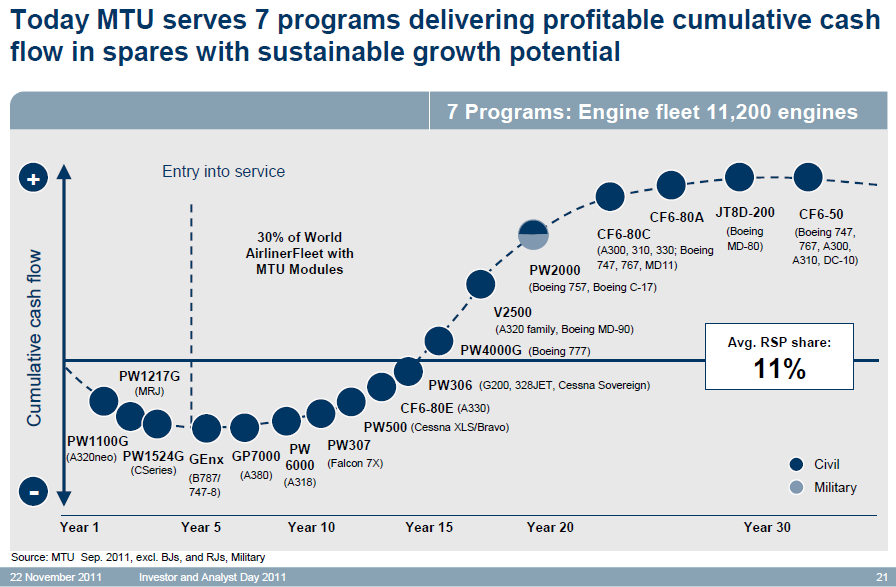 Today MTU serves 7 programs delivering profitable cumulative cash
flow in spares with sustainable growth potential
7 Programs: Engine fleet 11,200 engines
+
Entry into service
30% of World
AirlinerFleet with
MTU Modules
Cumulative cash flow
CF6-50
(Boeing 747,
767, A300,
A310, DC-10)
JT8D-200
(Boeing
MD-80)
CF6-80A
CF6-80C
(A300, 310, 330; Boeing
747, 767, MD11)
PW2000
(Boeing 757, Boeing C-17)
V2500
(A320 family, Boeing MD-90)
PW4000G (Boeing 777)
Avg. RSP share:
11%
PW306 (G200, 328JET, Cessna Sovereign)
CF6-80E (A330)
PW500 (Cessna XLS/Bravo)
PW307
(Falcon 7X)
PW
6000
(A318)
GP7000
(A380)
GEnx
(B787/
747-8)
PW1217G
(MRJ)
PW1524G
(CSeries)
PW1100G
(A320neo)
Civil
Military
-
Year 1
Year 5
Year 10
Year 15
Year 20
Year 30
Source: MTU Sep. 2011, excl. BJs, and RJs, Military
22 November 2011
Investor and Analyst Day 2011
21